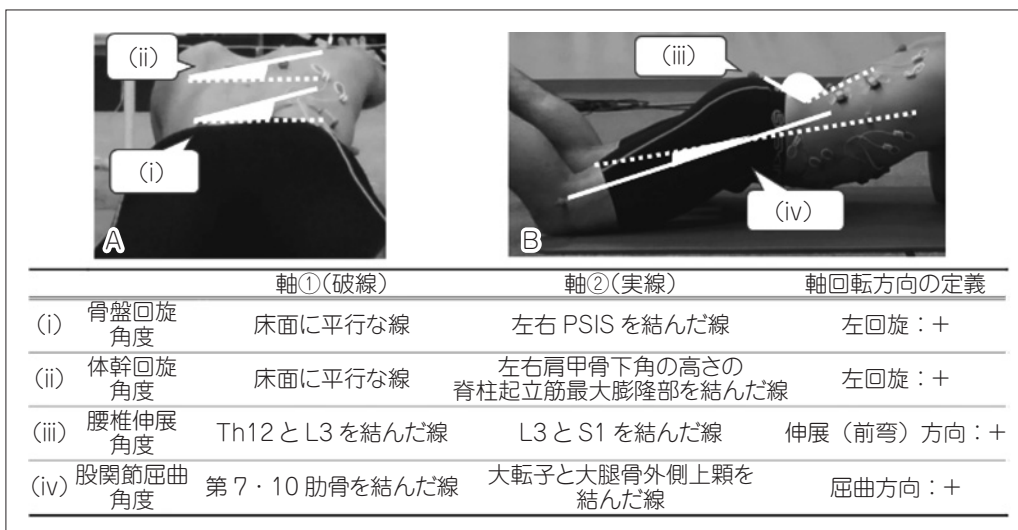 (ii)
(i)
A
(iii)
(iv)
B
軸①(破線) 軸②(実線) 軸回転方向の定義
(i) 骨盤回旋角度 床面に平行な線 左右 PSIS を結んだ線 左回旋：+
(ii) 体幹回旋角度 床面に平行な線 左右肩甲骨下角の高さの脊柱起立筋最大膨隆部を結んだ線 左回旋：+
(iii) 腰椎伸展角度 Th12 と L3 を結んだ線 L3 と S1 を結んだ線 伸展（前弯）方向：+
(iv) 股関節屈曲角度 第 7・10 肋骨を結んだ線 大転子と大腿骨外側上顆を結んだ線 屈曲方向：+